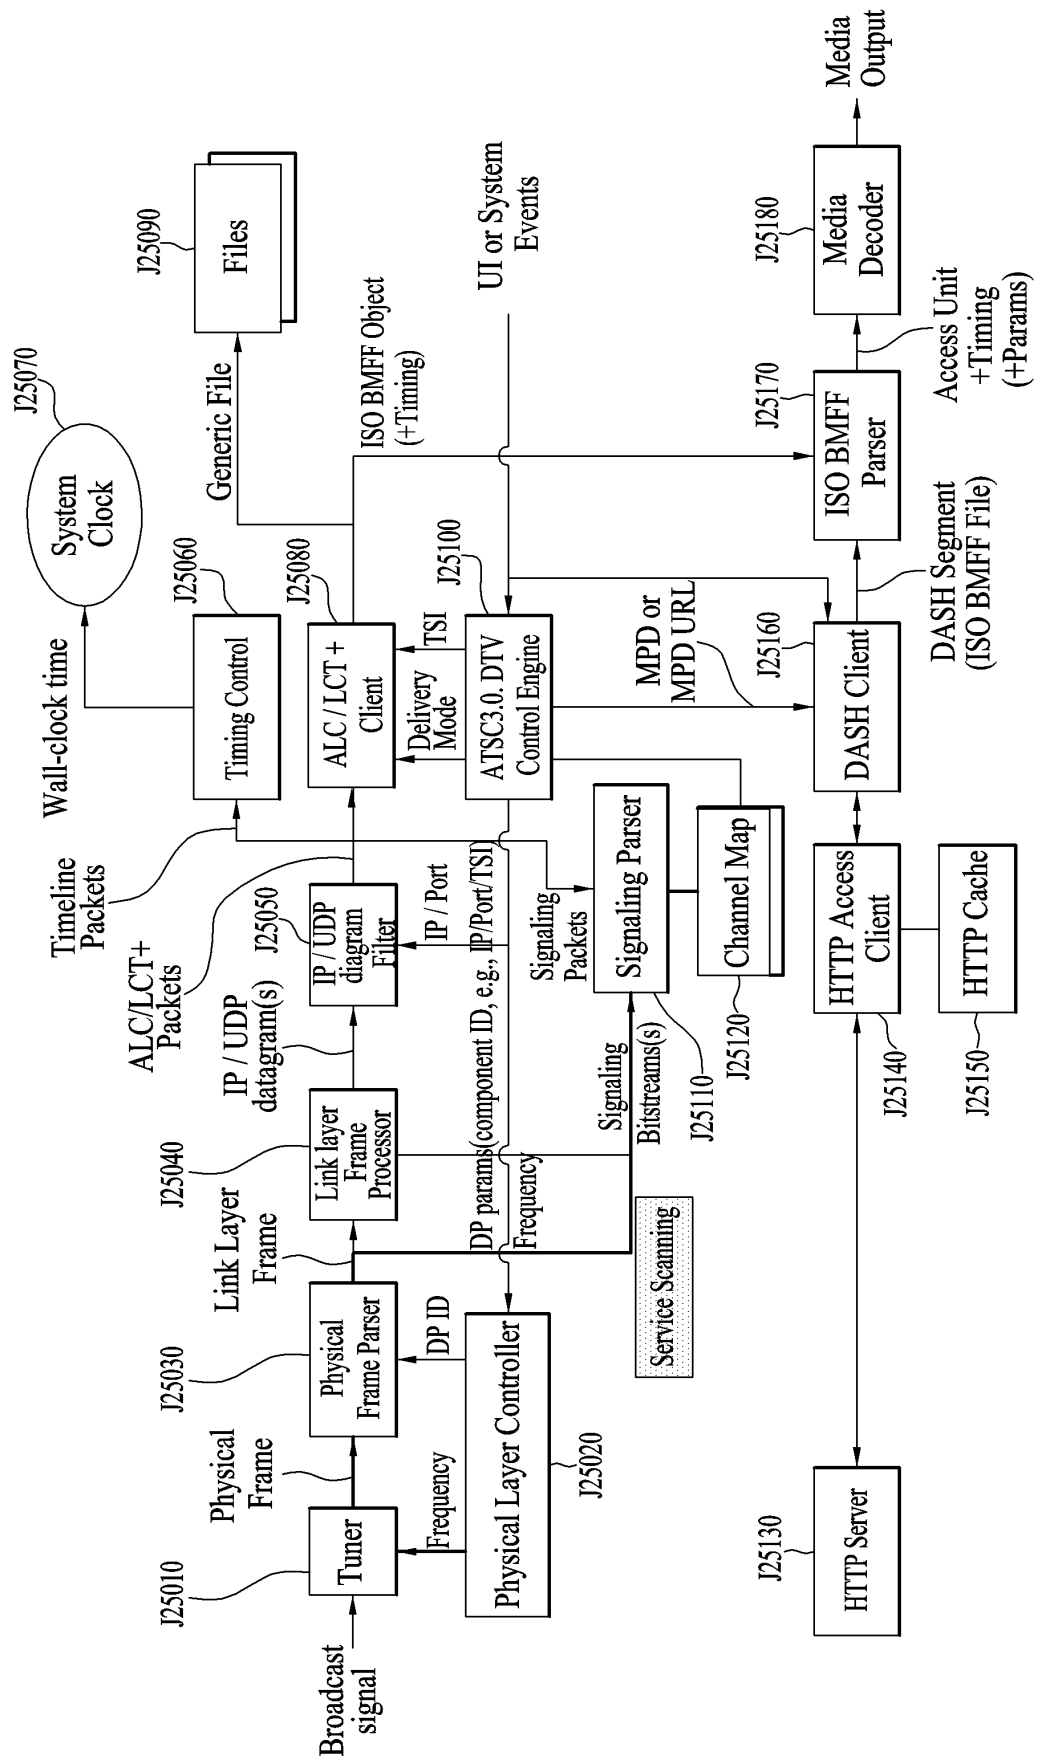 Broadcast
signal
J25010
Tuner
Physical
Frame
J25030
Physical
Frame Parser
Link Layer
Frame
J25040
Link layer
Frame
Processor
IP / UDP
datagram(s)
J25050
IP / UDP
diagram
Filter
ALC/LCT+
Packets
Timeline
Packets
Wall-clock time
J25060
Timing Control
J25070
System
Clock
J25080
ALC / LCT +
Client
Generic File
J25090
Files
ISO BMFF Object
(+Timing)
Frequency
DP ID
IP / Port
Delivery
Mode
TSI
J25100
ATSC3.0. DTV
Control Engine
UI or System
Events
Physical Layer Controller
J25020
DP params(component ID, e.g., IP/Port/TSI)
Frequency
Signaling
Packets
Service Scanning
Signaling
Bitstreams(s)
Signaling Parser
J25110
Channel Map
J25120
MPD or
MPD URL
J25130
HTTP Server
HTTP Access
Client
J25140
HTTP Cache
J25150
J25160
DASH Client
DASH Segment
(ISO BMFF File)
J25170
ISO BMFF
Parser
Access Unit
+Timing
(+Params)
J25180
Media
Decoder
Media
Output